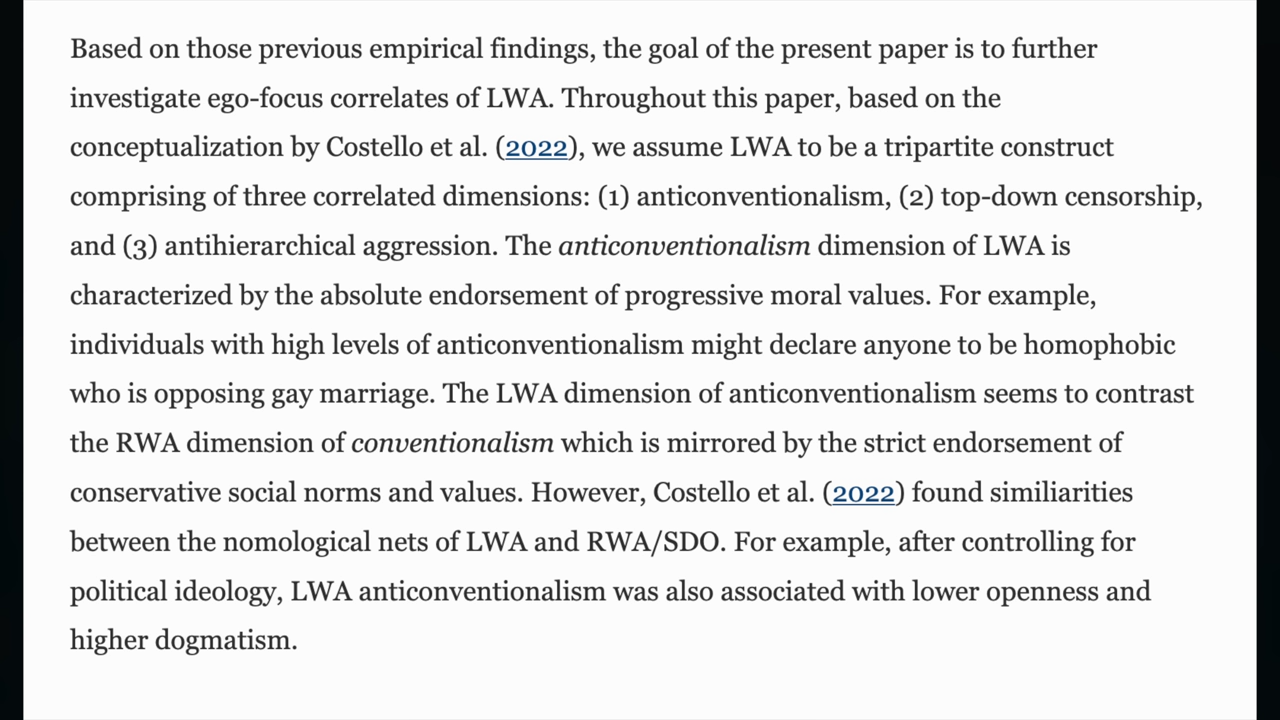 Based on those previous empirical findings, the goal of the present paper is to further
investigate ego-focus correlates of LWA. Throughout this paper, based on the
conceptualization by Costello et al. (2022), we assume LWA to be a tripartite construct
comprising of three correlated dimensions: (1) anticonventionalism, (2) top-down censorship,
and (3) antihierarchical aggression. The anticonventionalism dimension of LWA is
characterized by the absolute endorsement of progressive moral values. For example,
individuals with high levels of anticonventionalism might declare anyone to be homophobic
who is opposing gay marriage. The LWA dimension of anticonventionalism seems to contrast
the RWA dimension of conventionalism which is mirrored by the strict endorsement of
conservative social norms and values. However, Costello et al. (2022) found similiarities
between the nomological nets of LWA and RWA/SDO. For example, after controlling for
political ideology, LWA anticonventionalism was also associated with lower openness and
higher dogmatism.